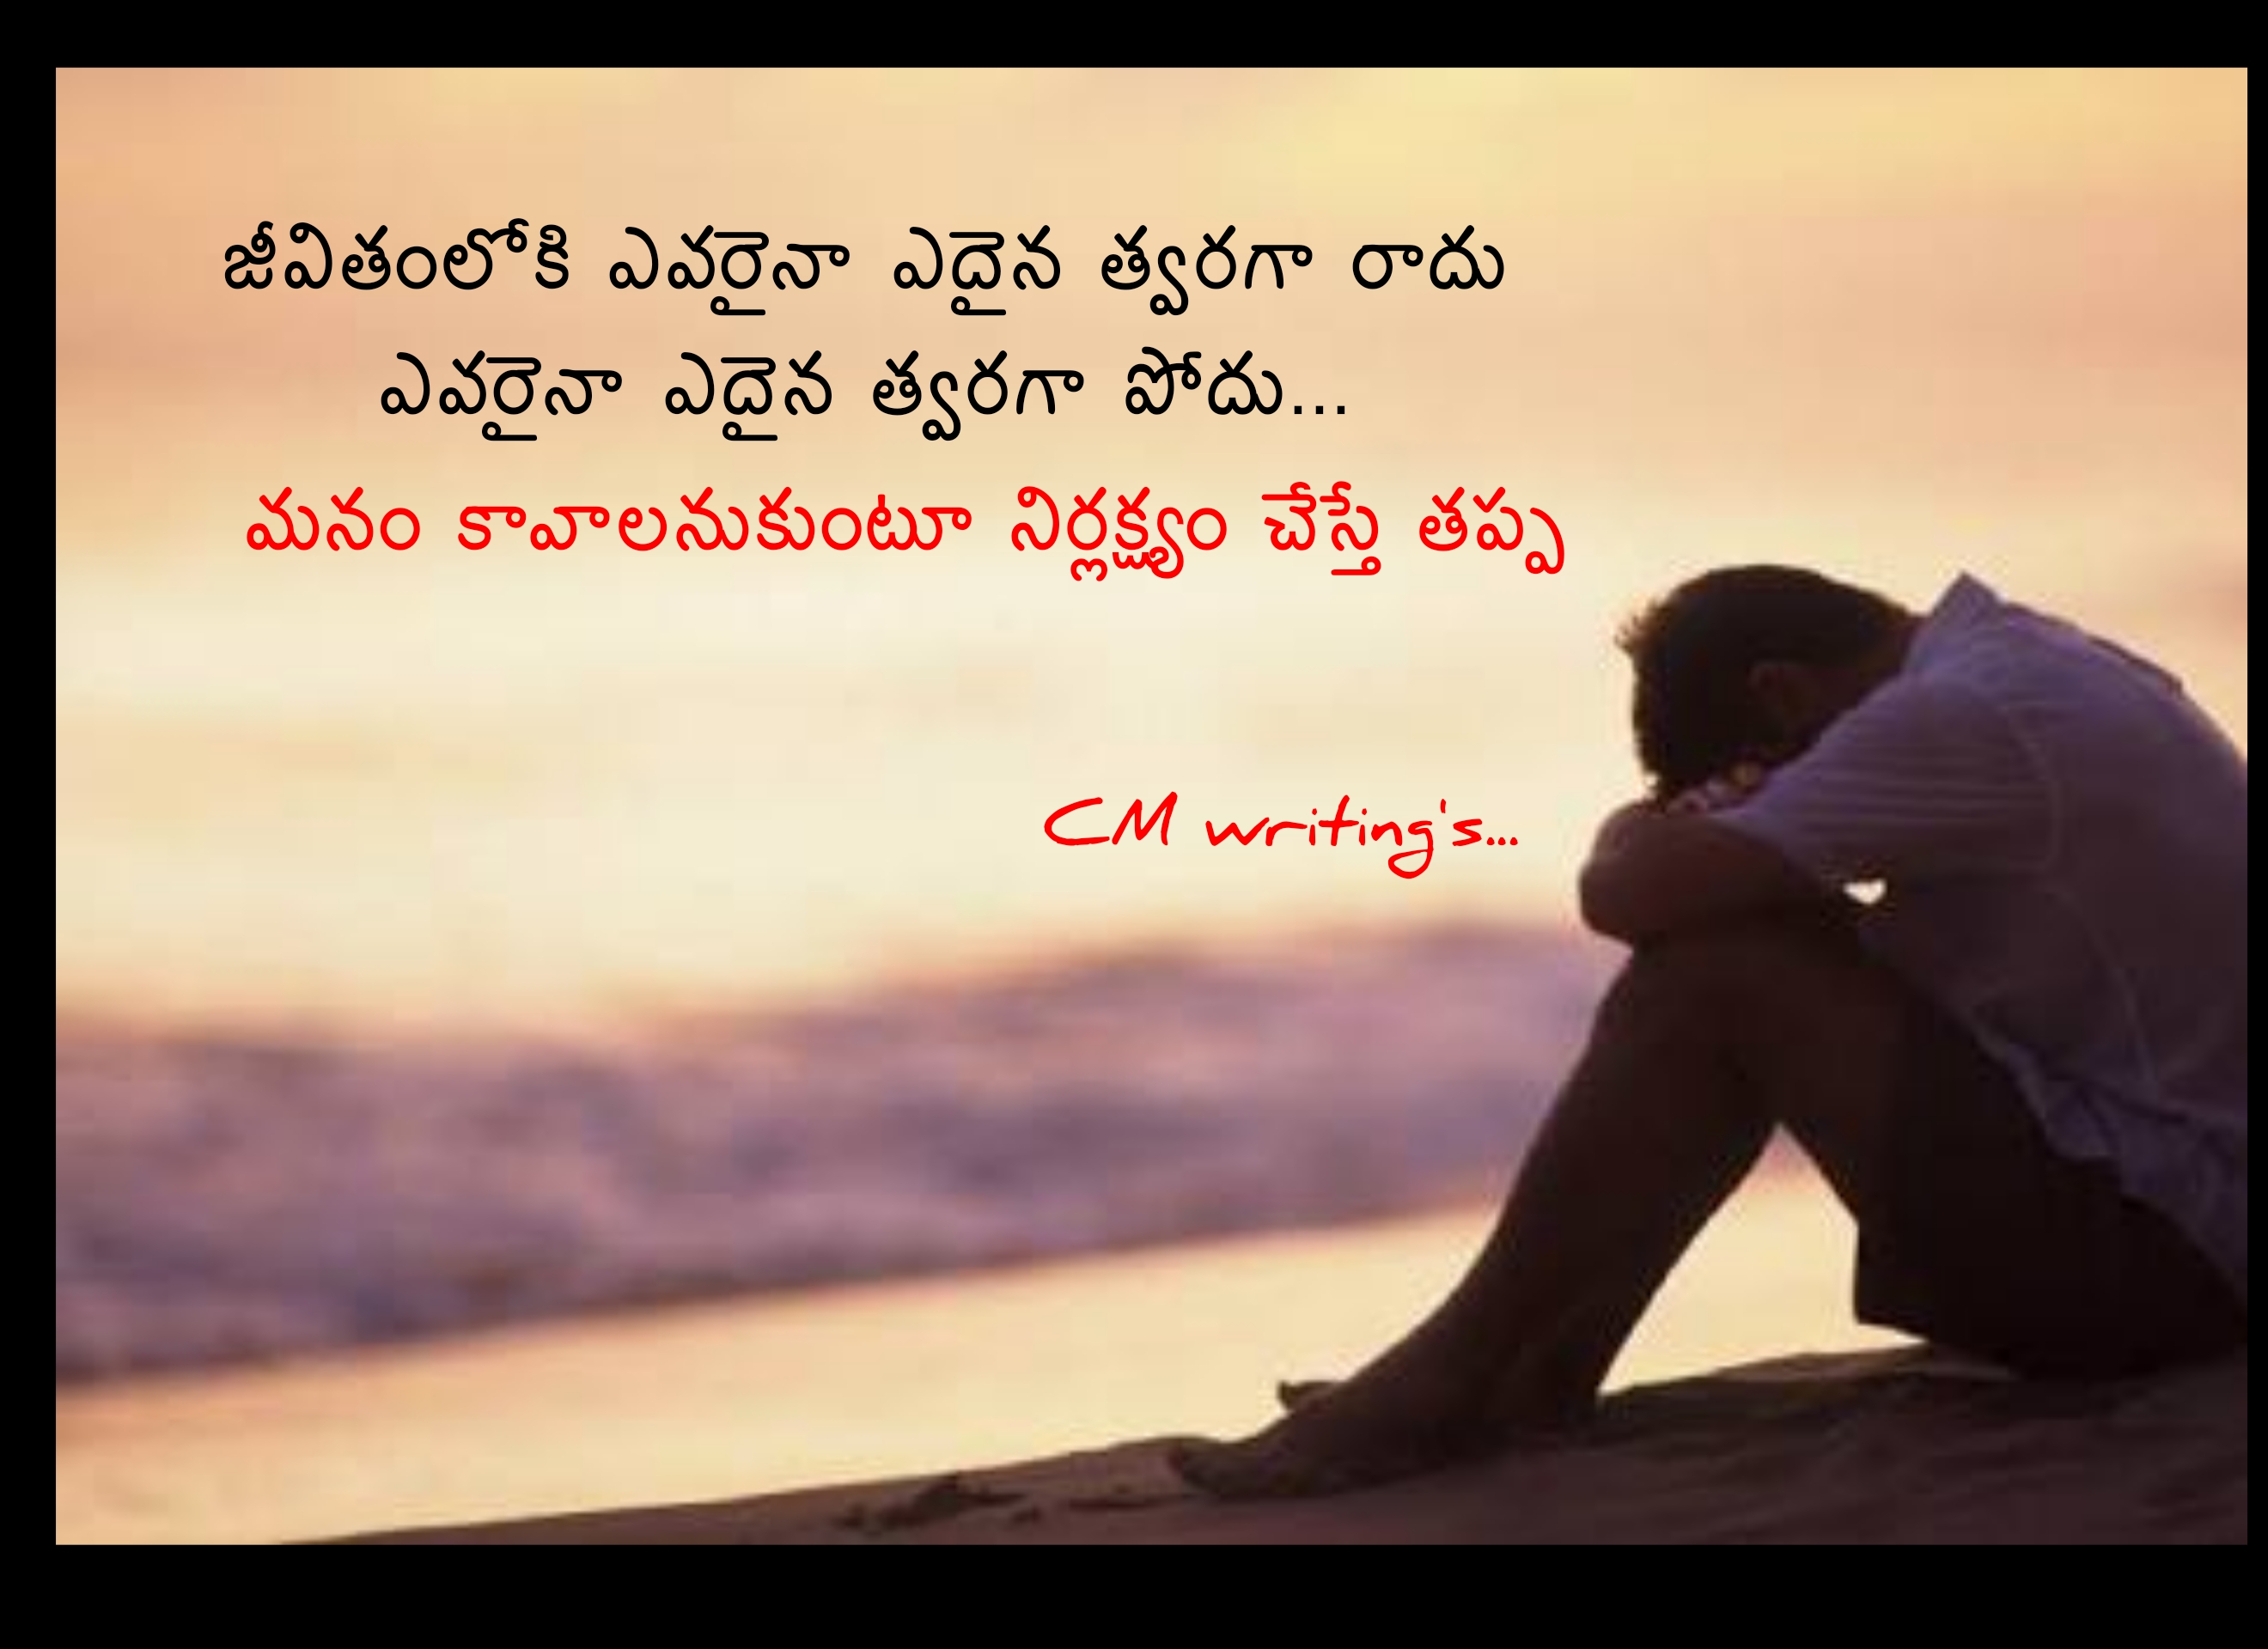 జీవితంలోకి ఎవరైనా ఎదైన త్వరగా రాదు
ఎవరైనా ఎదైన త్వరగా పోదు...
మనం కావాలనుకుంటూ నిర్లక్ష్యం చేస్తే తప్ప
CM writing's...